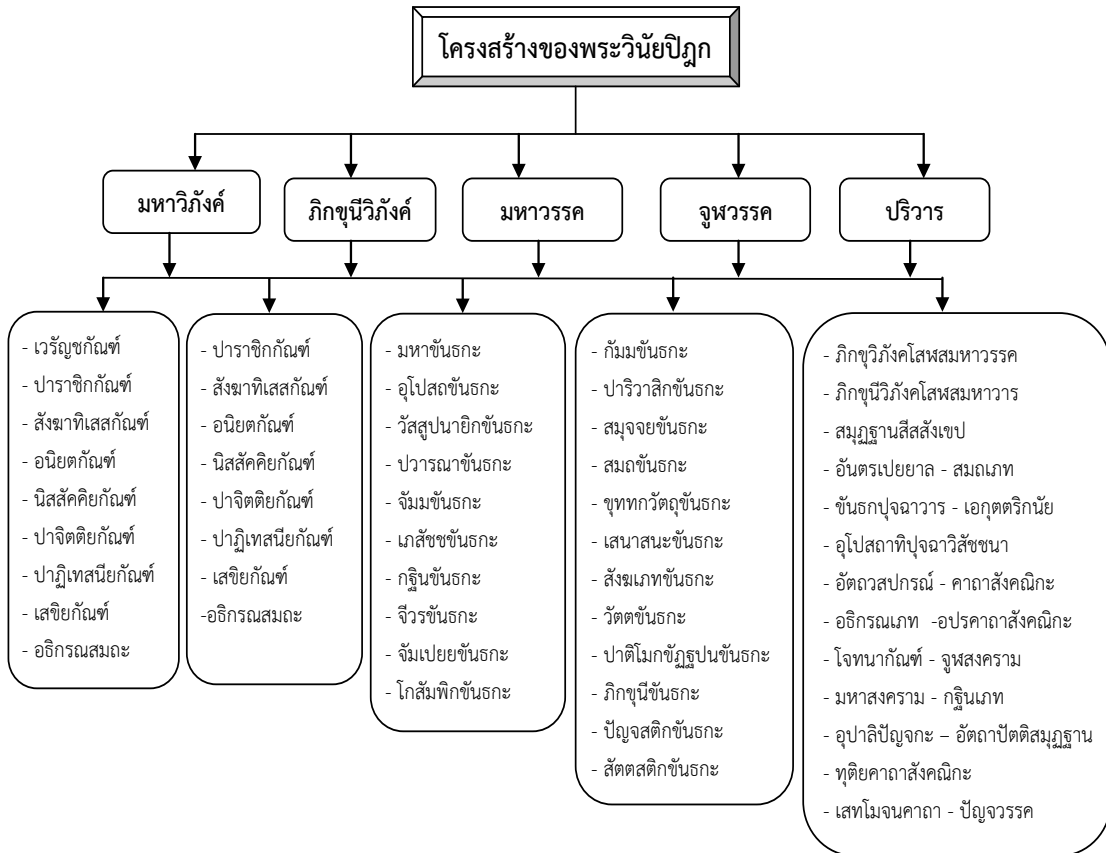 โครงสร้างของพระวินัยปิฎก
มหาวิภังค์
ภิกขุนีวิภังค์
มหาวรรค
จูฬวรรค
ปริวาร
- เวรัญชกัณฑ์
- ปาราชิกกัณฑ์
- สังฆาทิเสสกัณฑ์
- อนิยตกัณฑ์
- นิสสัคคิยกัณฑ์
- ปาจิตติยกัณฑ์
- ปาฏิเทสนียกัณฑ์
- เสขิยกัณฑ์
- อธิกรณสมถะ
- ปาราชิกกัณฑ์
- สังฆาทิเสสกัณฑ์
- อนิยตกัณฑ์
- นิสสัคคิยกัณฑ์
- ปาจิตติยกัณฑ์
- ปาฏิเทสนียกัณฑ์
- เสขิยกัณฑ์
-อธิกรณสมถะ
- มหาขันธกะ
- อุโปสถขันธกะ
- วัสสูปนายิกขันธกะ
- ปวารณาขันธกะ
- จัมมขันธกะ
- เภสัชชขันธกะ
- กฐินขันธกะ
- จีวรขันธกะ
- จัมเปยยขันธกะ
- โกสัมพิกขันธกะ
- กัมมขันธกะ
- ปาริวาสิกขันธกะ
- สมุจจยขันธกะ
- สมถขันธกะ
- ขุททกวัตถุขันธกะ
- เสนาสนะขันธกะ
- สังฆเภทขันธกะ
- วัตตขันธกะ
- ปาติโมกขัฏฐปนขันธกะ
- ภิกขุนีขันธกะ
- ปัญจสติกขันธกะ
- สัตตสติกขันธกะ
- ภิกขุวิภังคโสฬสมหาวรรค
- ภิกขุนีวิภังคโสฬสมหาวาร
- สมุฏฐานสีสสังเขป
- อันตรเปยยาล - สมถเภท
- ขันธกปุจฉาวาร - เอกุตตริกนัย
- อุโปสถาทิปุจฉาวิสัชชนา
- อัตถวสปกรณ์ - คาถาสังคณิกะ
- อธิกรณเภท -อปรคาถาสังคณิกะ
- โจทนากัณฑ์ - จูฬสงคราม
- มหาสงคราม - กฐินเภท
- อุปาลิปัญจกะ – อัตถาปัตติสมุฏฐาน
- ทุติยคาถาสังคณิกะ
- เสทโมจนคาถา - ปัญจวรรค